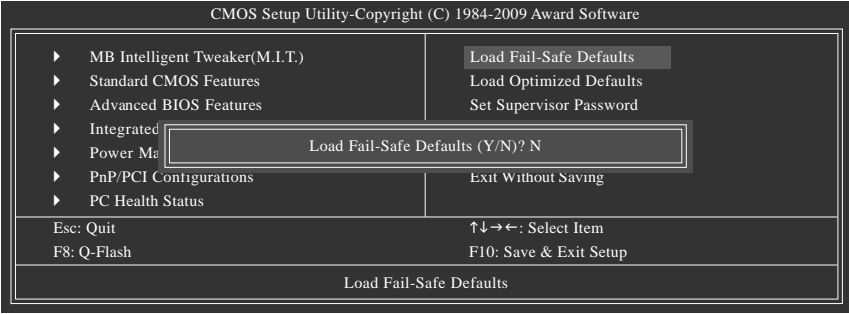 CMOS Setup Utility-Copyright (C) 1984-2009 Award Software
MB Intelligent Tweaker(M.I.T.)
Standard CMOS Features
Advanced BIOS Features
Integrated
Power Ma
PnP/PCI Configurations
PC Health Status
Load Fail-Safe Defaults
Load Optimized Defaults
Set Supervisor Password
Exit Without Saving
Load Fail-Safe Defaults (Y/N)? N
Esc: Quit
F8: Q-Flash
↑↓→←: Select Item
F10: Save & Exit Setup
Load Fail-Safe Defaults